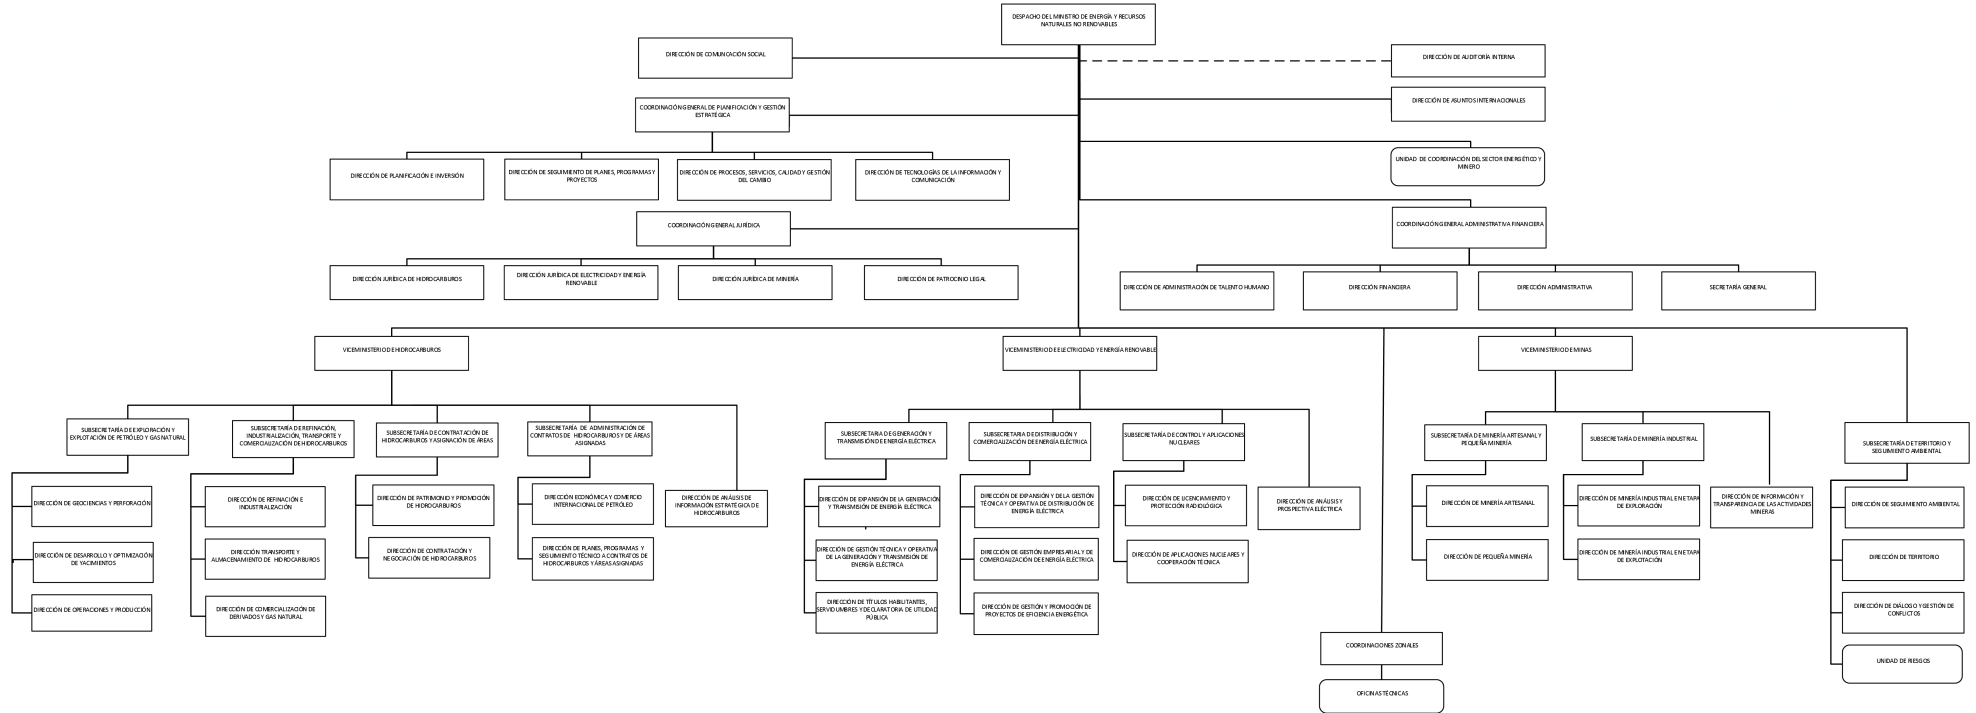 DESPACHO DEL MINISTRO DE ENERGÍA Y RECURSOS
NATURALES NO RENOVABLES
DIRECCIÓN DE COMUNCACIÓN SOCIAL
DIRECCIÓN DE AUDITORÍA INTERNA
COORDINACIÓN GENERAL DE PLANIFICACIÓN Y GESTIÓN
ESTRATÉGICA
DIRECCIÓN DE ASUNTOS INTERNACIONALES
UNIDAD DE COORDINACIÓN DEL SECTOR ENERGÉTICO Y
MINERO
DIRECCIÓN DE PLANIFICACIÓN E INVERSIÓN
DIRECCIÓN DE SEGUIMIENTO DE PLANES, PROGRAMAS Y
PROYECTOS
DIRECCIÓN DE PROCESOS, SERVICIOS, CALIDAD Y GESTIÓN
DEL CAMBIO
DIRECCIÓN DE TECNOLOGÍAS DE LA INFORMACIÓN Y
COMUNICACIÓN
COORDINACIÓN GENERAL JURÍDICA
COORDINACIÓN GENERAL ADMINISTRATIVA FINANCIERA
DIRECCIÓN JURÍDICA DE HIDROCARBUROS
DIRECCIÓN JURÍDICA DE ELECTRICIDAD Y ENERGÍA
RENOVABLE
DIRECCIÓN JURÍDICA DE MINERÍA
DIRECCIÓN DE PATROCINIO LEGAL
DIRECCIÓN DE ADMINISTRACIÓN DE TALENTO HUMANO
DIRECCIÓN FINANCIERA
DIRECCIÓN ADMINISTRATIVA
SECRETARÍA GENERAL
VICEMINISTERIO DE HIDROCARBUROS
VICEMINISTERIO DE ELECTRICIDAD Y ENERGÍA RENOVABLE
VICEMINISTERIO DE MINAS
SUBSECRETARÍA DE EXPLORACIÓN Y
EXPLOTACIÓN DE PETRÓLEO Y GAS NATURAL
SUBSECRETARÍA DE REFINACIÓN,
INDUSTRIALIZACIÓN, TRANSPORTE Y
COMERCIALIZACIÓN DE HIDROCARBUROS
SUBSECRETARÍA DE CONTRATACIÓN DE
HIDROCARBUROS Y ASIGNACIÓN DE ÁREAS
SUBSECRETARÍA DE ADMINISTRACIÓN DE
CONTRATOS DE HIDROCARBUROS Y DE ÁREAS
ASIGNADAS
SUBSECRETARIA DE GENERACIÓN Y
TRANSMISIÓN DE ENERGÍA ELÉCTRICA
SUBSECRETARIA DE DISTRIBUCIÓN Y
COMERCIALIZACIÓN DE ENERGÍA ELÉCTRICA
SUBSECRETARÍA DE CONTROL Y APLICACIONES
NUCLEARES
SUBSECRETARÍA DE MINERÍA ARTESANAL Y
PEQUEÑA MINERÍA
SUBSECRETARÍA DE MINERÍA INDUSTRIAL
SUBSECRETARÍA DE TERRITORIO Y
SEGUIMIENTO AMBIENTAL
DIRECCIÓN DE GEOCIENCIAS Y PERFORACIÓN
DIRECCIÓN DE REFINACIÓN E
INDUSTRIALIZACIÓN
DIRECCIÓN DE PATRIMONIO Y PROMOCIÓN
DE HIDROCARBUROS
DIRECCIÓN ECONÓMICA Y COMERCIO
INTERNACIONAL DE PETRÓLEO
DIRECCIÓN DE ANÁLISIS DE
INFORMACIÓN ESTRATÉGICA DE
HIDROCARBUROS
DIRECCIÓN DE EXPANSIÓN DE LA GENERACIÓN
Y TRANSMISIÓN DE ENERGÍA ELÉCTRICA
DIRECCIÓN DE EXPANSIÓN Y DE LA GESTIÓN
TÉCNICA Y OPERATIVA DE DISTRIBUCIÓN DE
ENERGÍA ELÉCTRICA
DIRECCIÓN DE LICENCIAMIENTO Y
PROTECCIÓN RADIOLÓGICA
DIRECCIÓN DE ANÁLISIS Y
PROSPECTIVA ELÉCTRICA
DIRECCIÓN DE MINERÍA ARTESANAL
DIRECCIÓN DE MINERÍA INDUSTRIAL EN ETAPA
DE EXPLORACIÓN
DIRECCIÓN DE INFORMACIÓN Y
TRANSPARENCIA DE LAS ACTIVIDADES
MINERAS
DIRECCIÓN DE SEGUIMIENTO AMBIENTAL
DIRECCIÓN DE DESARROLLO Y OPTIMIZACIÓN
DE YACIMIENTOS
DIRECCIÓN TRANSPORTE Y
ALMACENAMIENTO DE HIDROCARBUROS
DIRECCIÓN DE CONTRATACIÓN Y
NEGOCIACIÓN DE HIDROCARBUROS
DIRECCIÓN DE PLANES, PROGRAMAS Y
SEGUIMIENTO TÉCNICO A CONTRATOS DE
HIDROCARBUROS Y ÁREAS ASIGNADAS
DIRECCIÓN DE GESTIÓN TÉCNICA Y OPERATIVA
DE LA GENERACIÓN Y TRANSMISIÓN DE
ENERGÍA ELÉCTRICA
DIRECCIÓN DE GESTIÓN EMPRESARIAL Y DE
COMERCIALIZACIÓN DE ENERGÍA ELÉCTRICA
DIRECCIÓN DE APLICACIONES NUCLEARES Y
COOPERACIÓN TÉCNICA
DIRECCIÓN DE PEQUEÑA MINERÍA
DIRECCIÓN DE MINERÍA INDUSTRIAL EN ETAPA
DE EXPLOTACIÓN
DIRECCIÓN DE TERRITORIO
DIRECCIÓN DE OPERACIONES Y PRODUCCIÓN
DIRECCIÓN DE COMERCIALIZACIÓN DE
DERIVADOS Y GAS NATURAL
DIRECCIÓN DE TÍTULOS HABILITANTES,
SERVIDUMBRES Y DECLARATORIA DE UTILIDAD
PÚBLICA
DIRECCIÓN DE GESTIÓN Y PROMOCIÓN DE
PROYECTOS DE EFICIENCIA ENERGÉTICA
DIRECCIÓN DE DIÁLOGO Y GESTIÓN DE
CONFLICTOS
COORDINACIONES ZONALES
UNIDAD DE RIESGOS
OFICINAS TÉCNICAS